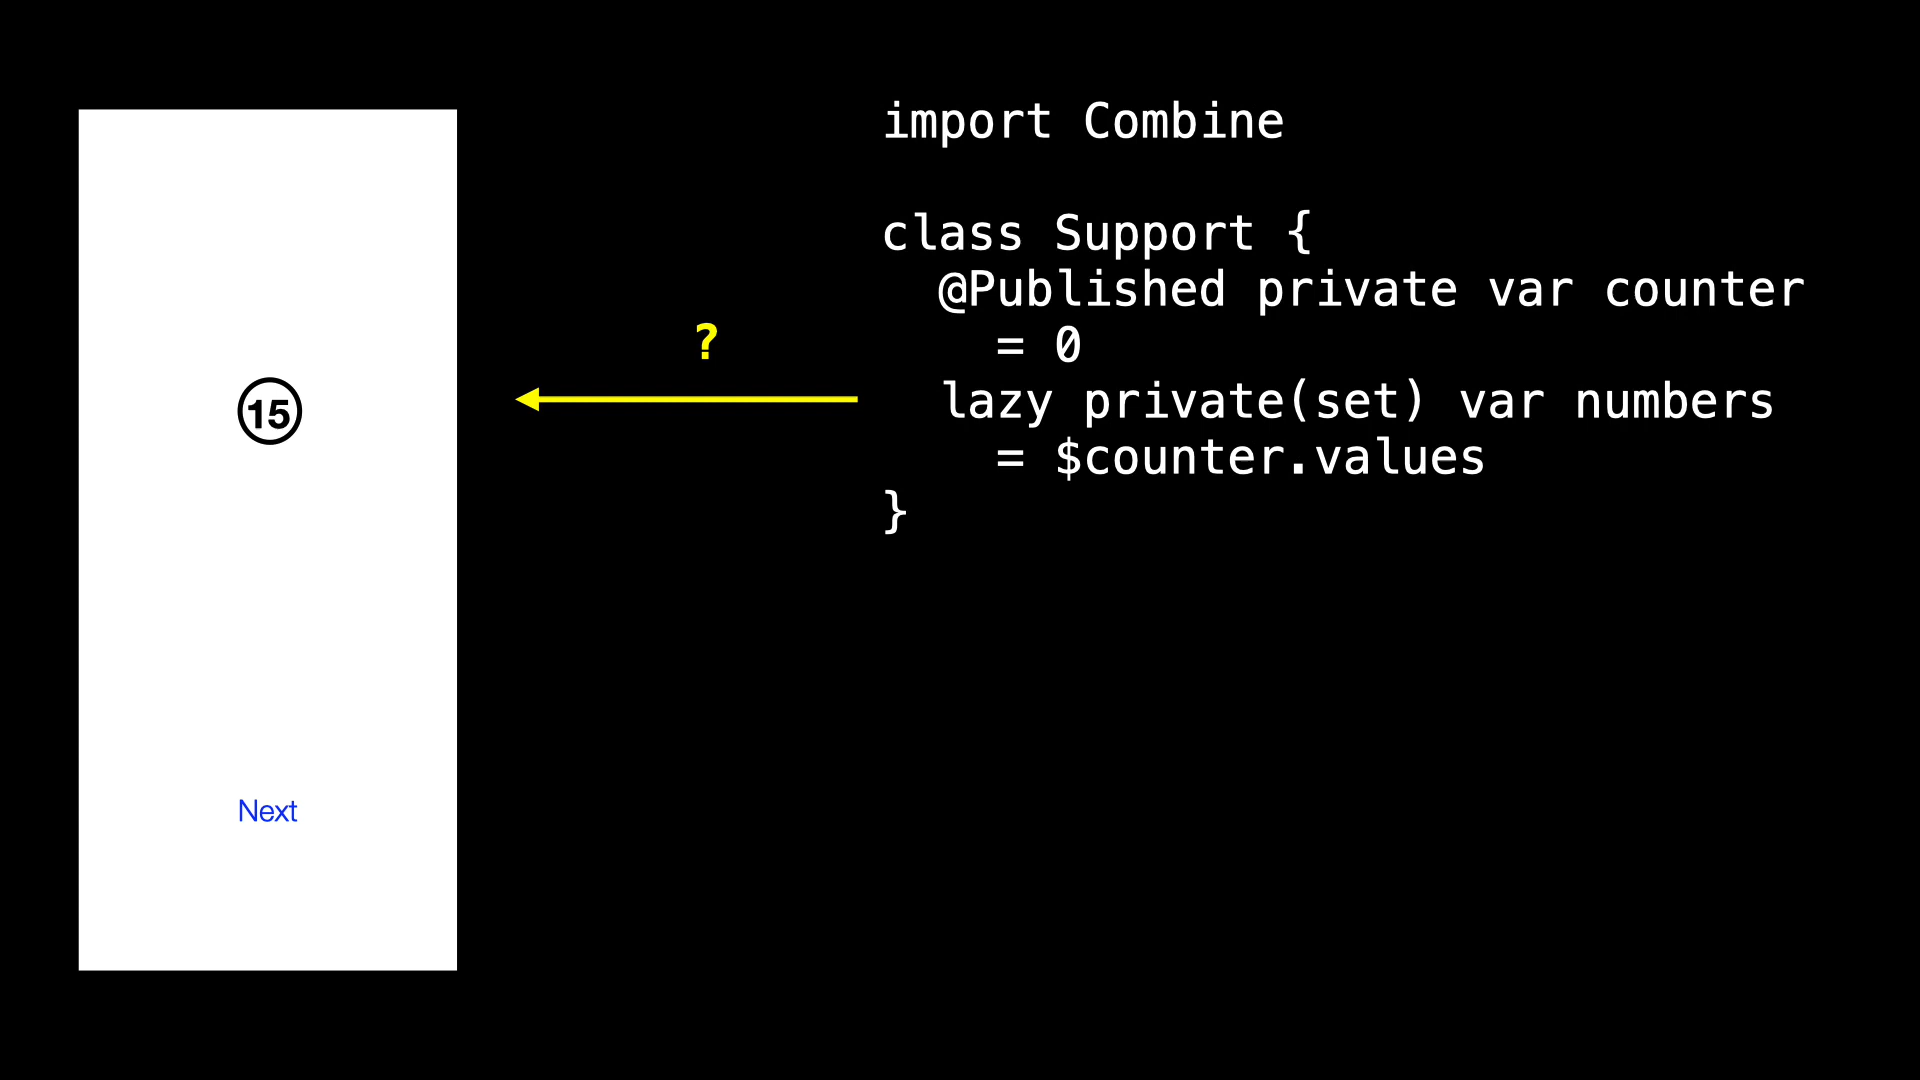 15
Next
?
import Combine
class Support {
@Published private var counter
= 0
lazy private(set) var numbers
= $counter.values
}